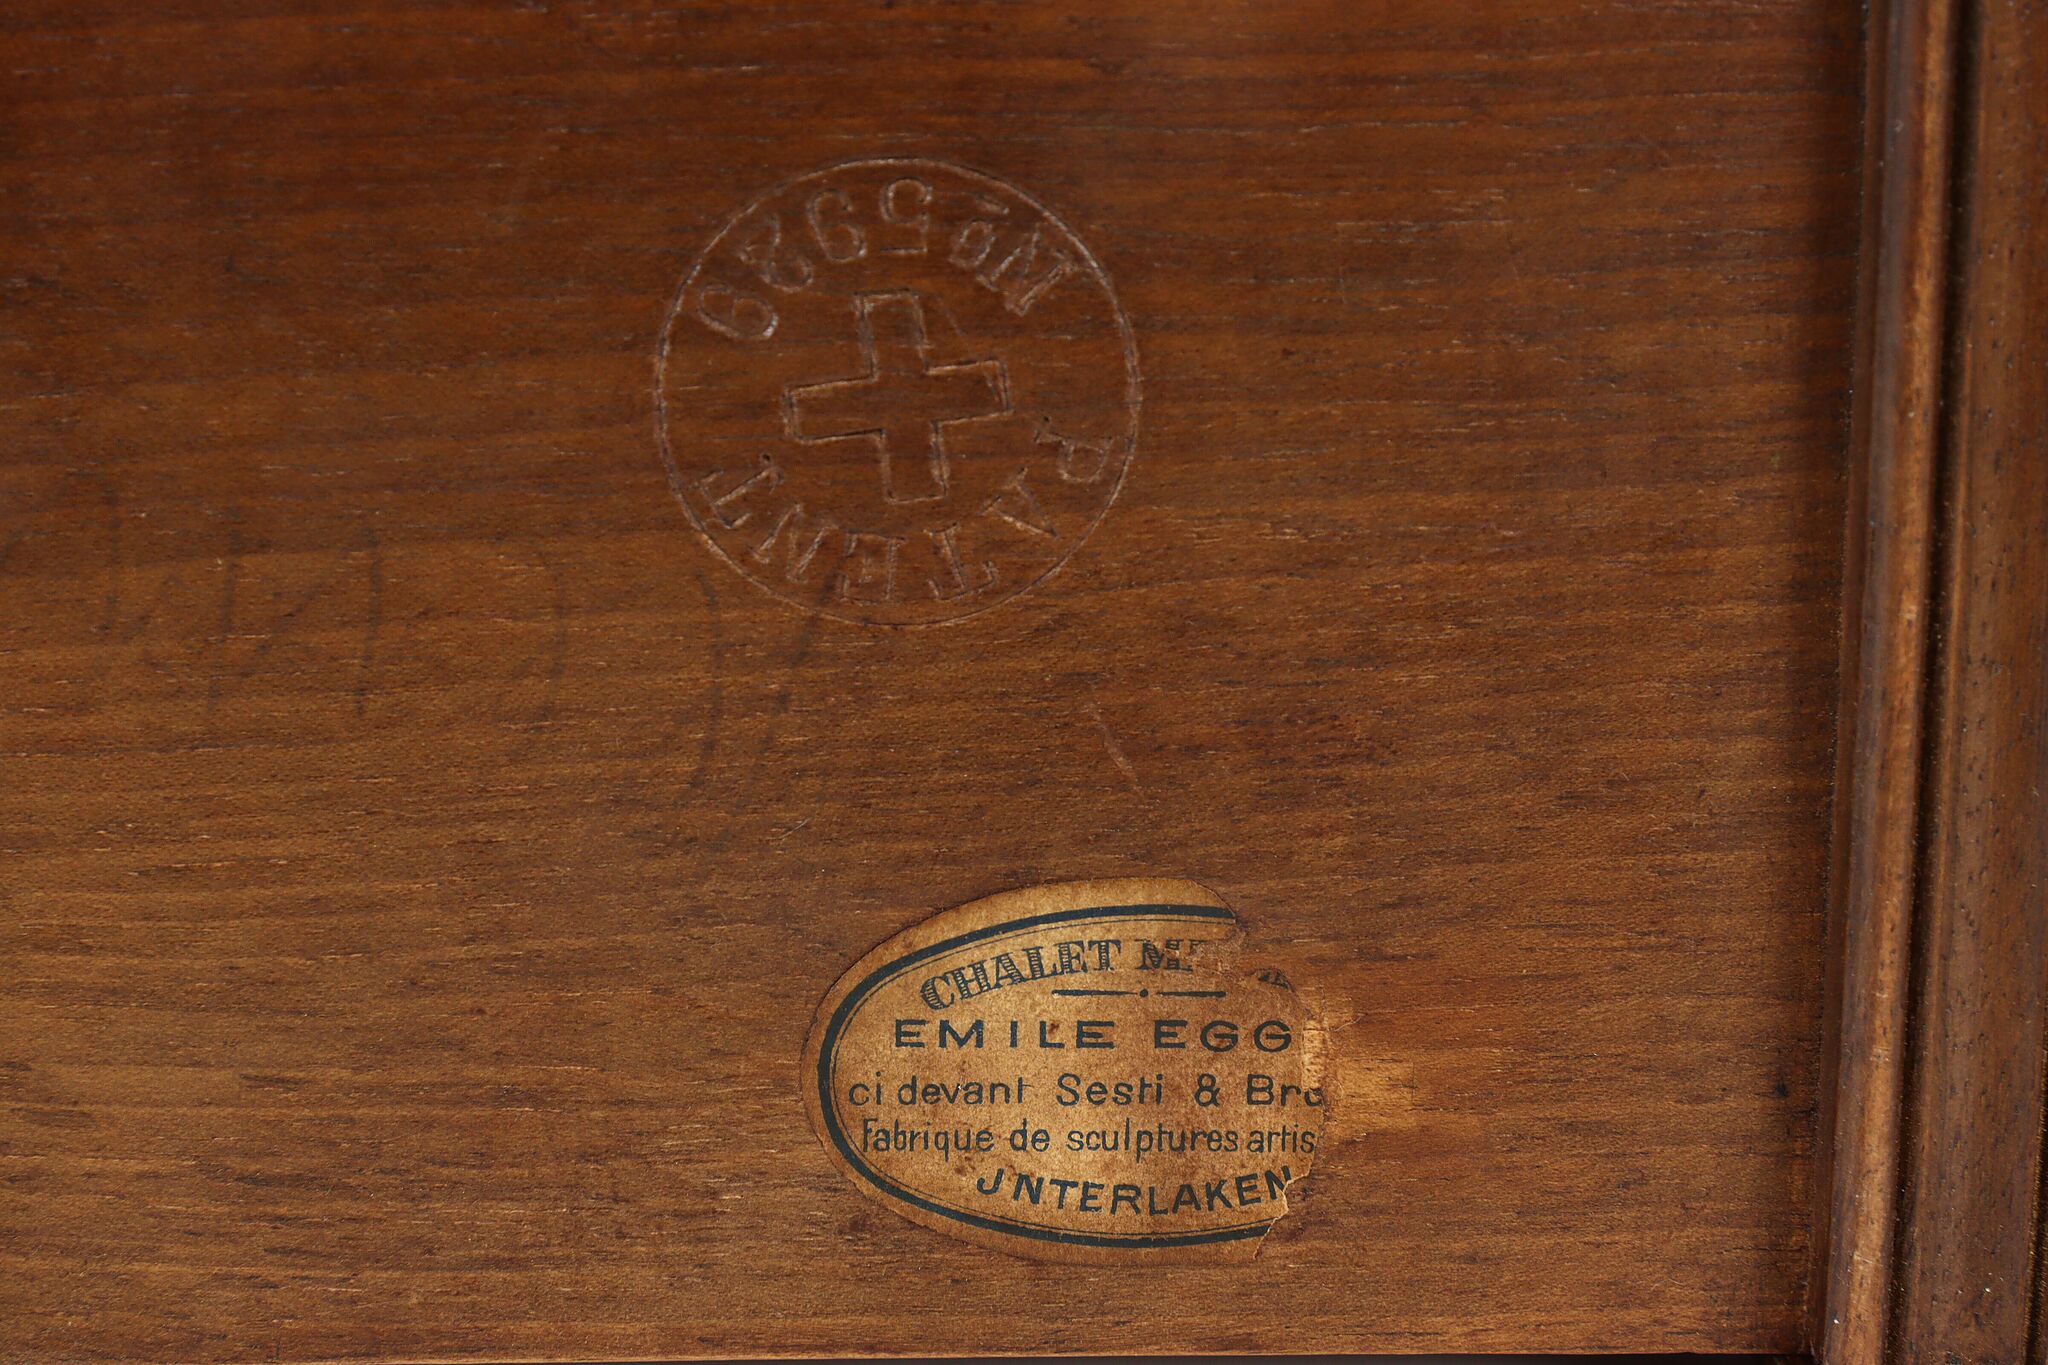 PATENT
Nº 5929
CHALET
EMILE EGG
ci devant Sesti & Br
Fabrique de sculptures artis
JNTERLAKEN